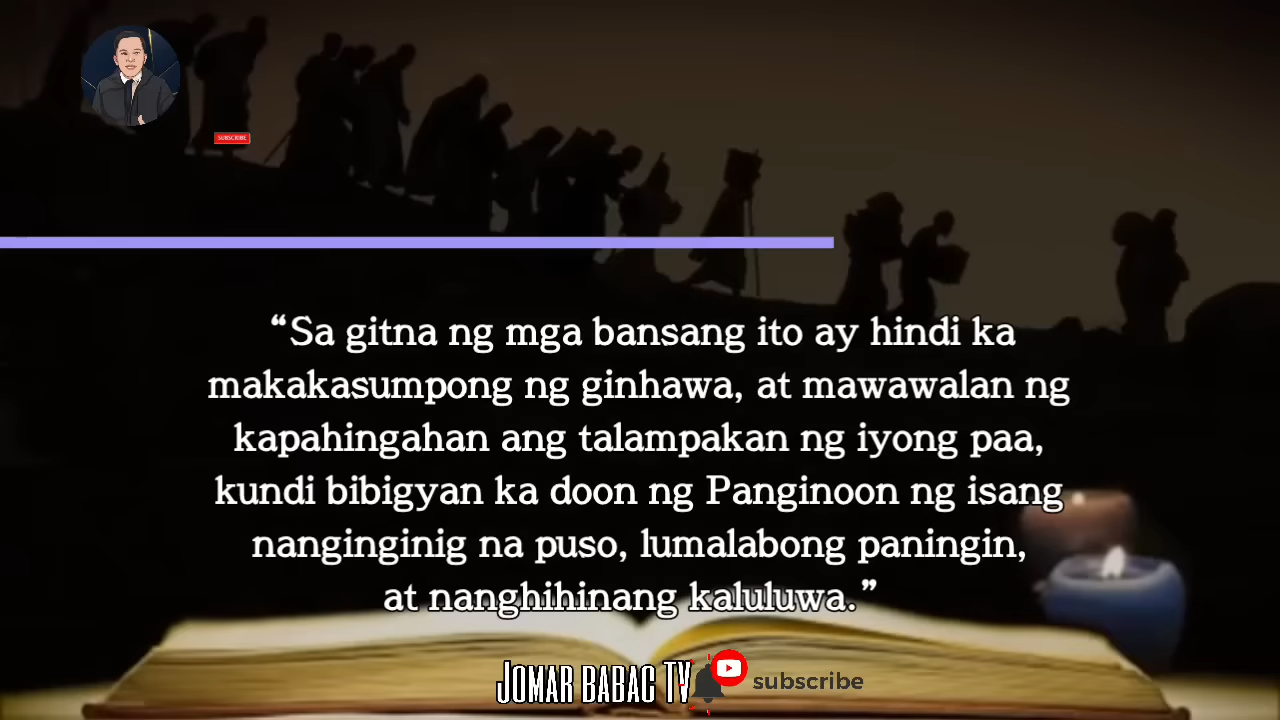 SUBSCRIBE
“Sa gitna ng mga bansang ito ay hindi ka
makakasumpong ng ginhawa, at mawawalan ng
kapahingahan ang talampakan ng iyong paa,
kundi bibigyan ka doon ng Panginoon ng isang
nanginginig na puso, lumalabong paningin,
at nanghihinang kaluluwa.”
JOMAR BABAC TV subscribe